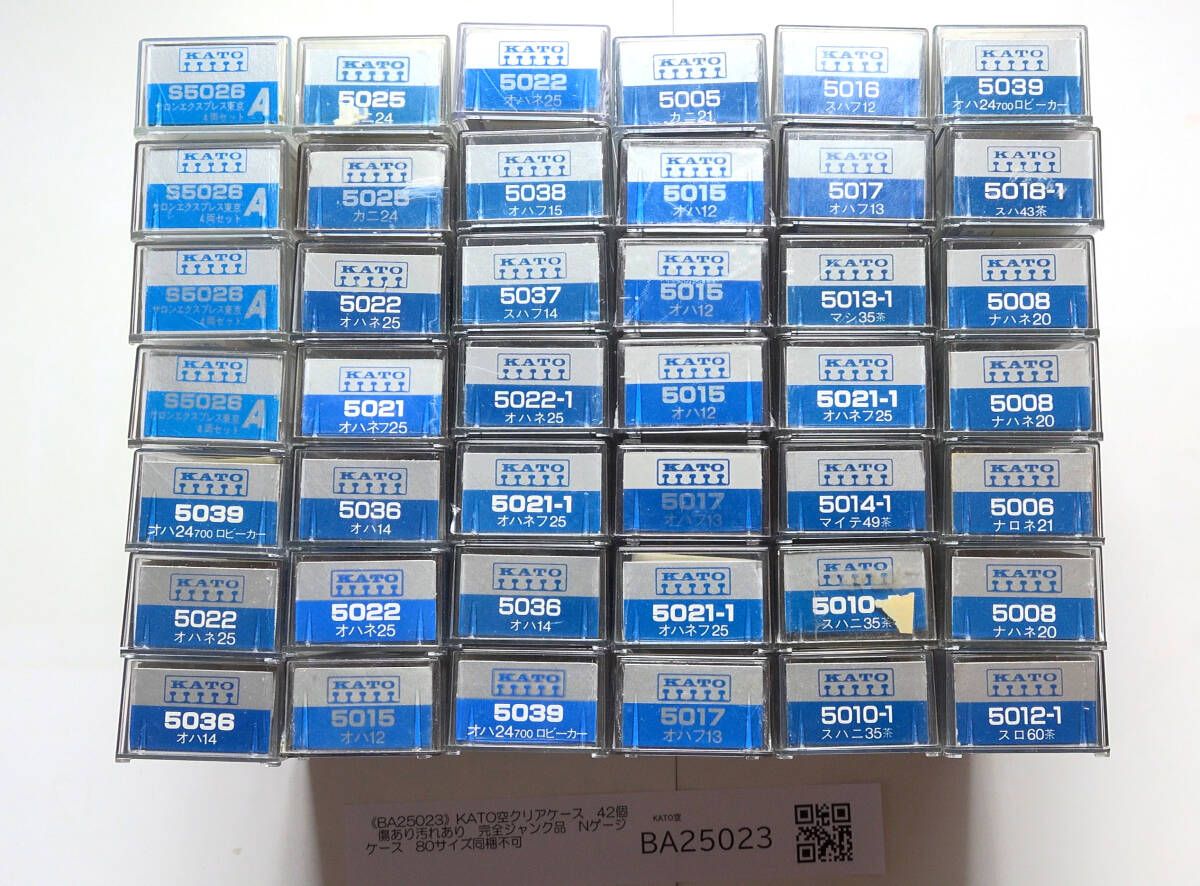 KATO
S5026
サロンエクスプレス東京
4両セット
A
KATO
5025
ニ24
KATO
5022
オハネ25
KATO
5005
カニ21
KATO
5016
スハフ12
KATO
5039
オハ24700ロビーカー
KATO
S5026
サロンエクスプレス東京
4両セット
A
KATO
5025
カニ24
KATO
5038
オハフ15
KATO
5015
オハ12
KATO
5017
オハフ13
KATO
5018-1
スハ43茶
KATO
S5026
サロンエクスプレス東京
4両セット
A
KATO
5022
オハネ25
KATO
5037
スハフ14
KATO
5015
オハ12
KATO
5013-1
マシ35茶
KATO
5008
ナハネ20
KATO
S5026
サロンエクスプレス東京
4両セット
A
KATO
5021
オハネフ25
KATO
5022-1
オハネ25
KATO
5015
オハ12
KATO
5021-1
オハネフ25
KATO
5008
ナハネ20
KATO
5039
オハ24700ロビーカー
KATO
5036
オハ14
KATO
5021-1
オハネフ25
KATO
5017
オハフ13
KATO
5014-1
マイテ49茶
KATO
5006
ナロネ21
KATO
5022
オハネ25
KATO
5022
オハネ25
KATO
5036
オハ14
KATO
5021-1
オハネフ25
KATO
5010-
スハニ35茶
KATO
5008
ナハネ20
KATO
5036
オハ14
KATO
5015
オハ12
KATO
5039
オハ24700ロビーカー
KATO
5017
オハフ13
KATO
5010-1
スハニ35茶
KATO
5012-1
スロ60茶
《BA25023》KATO空クリアケース 42個
傷あり汚れあり 完全ジャンク品 Nゲージ
ケース 80サイズ同梱不可
KATO空
BA25023